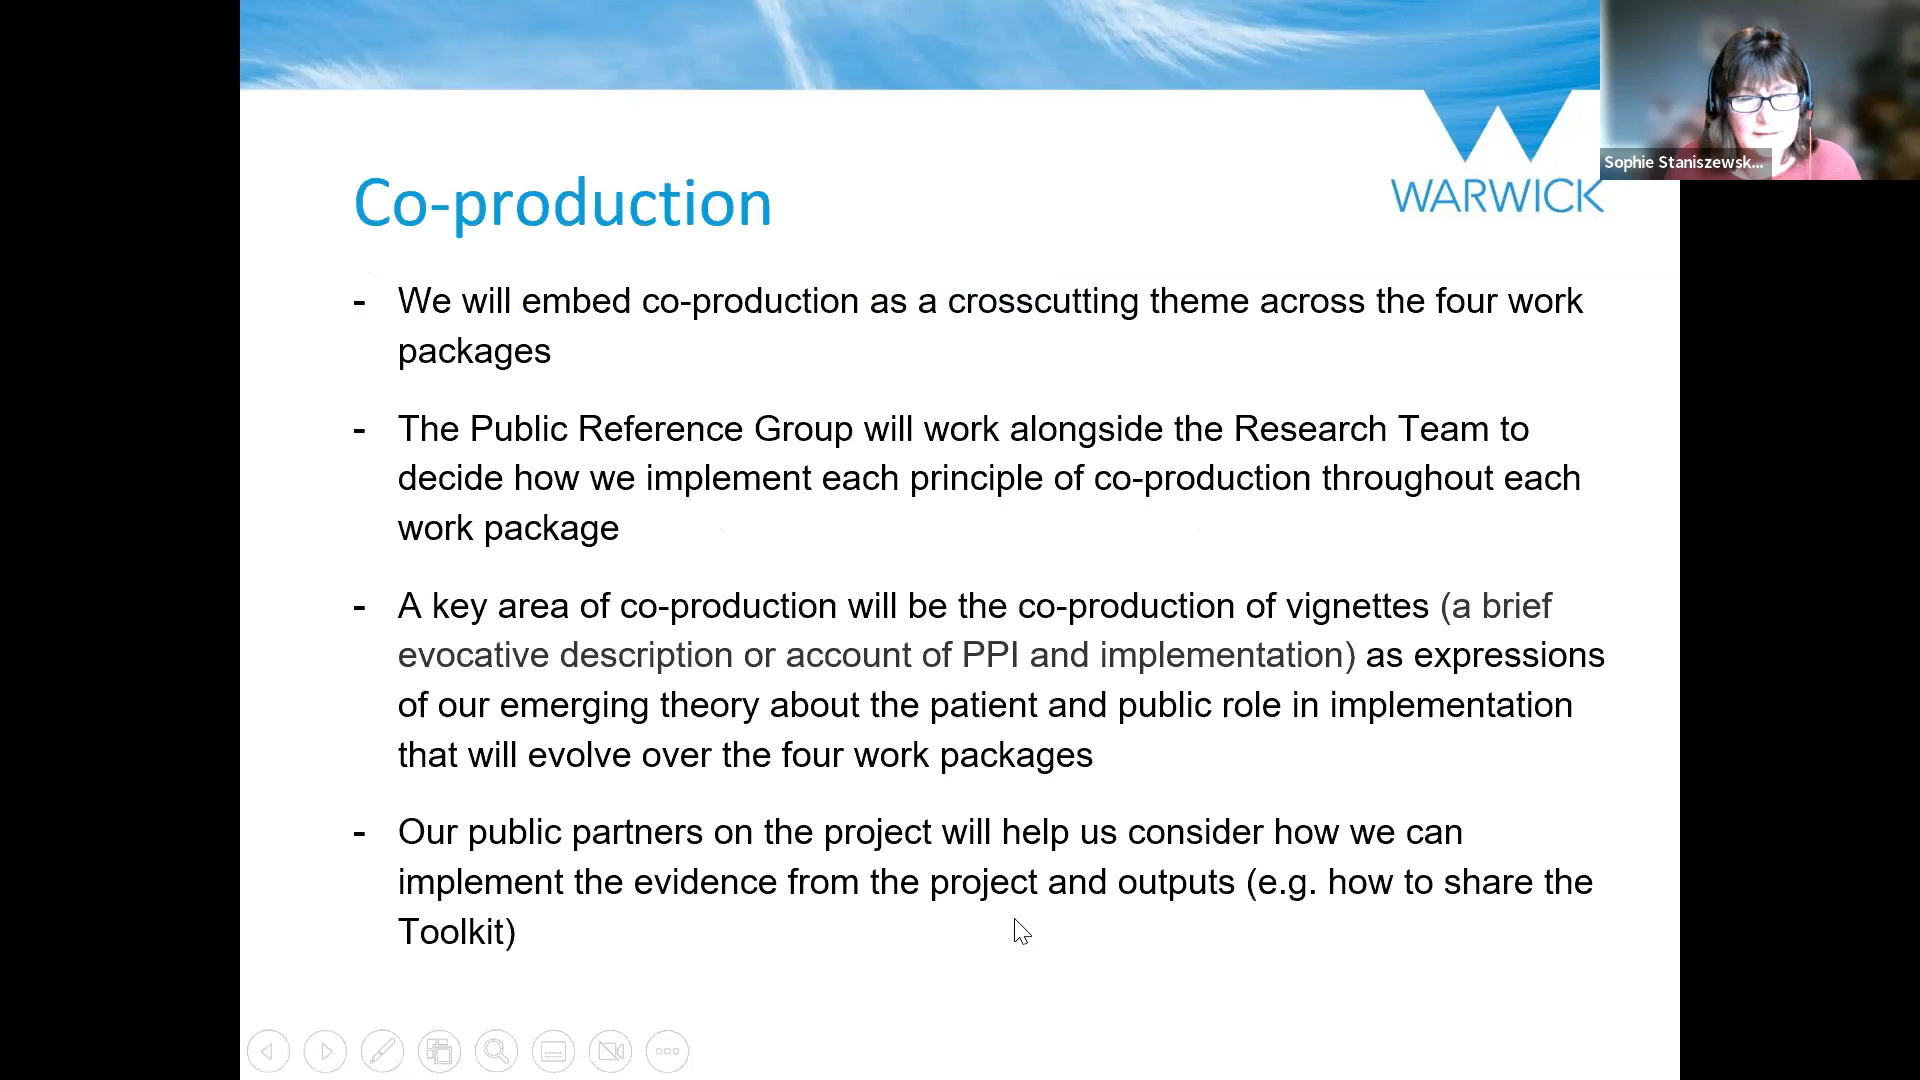 Sophie Staniszewsk...
WARWICK
Co-production
- We will embed co-production as a crosscutting theme across the four work
packages
- The Public Reference Group will work alongside the Research Team to
decide how we implement each principle of co-production throughout each
work package
- A key area of co-production will be the co-production of vignettes (a brief
evocative description or account of PPI and implementation) as expressions
of our emerging theory about the patient and public role in implementation
that will evolve over the four work packages
- Our public partners on the project will help us consider how we can
implement the evidence from the project and outputs (e.g. how to share the
Toolkit)